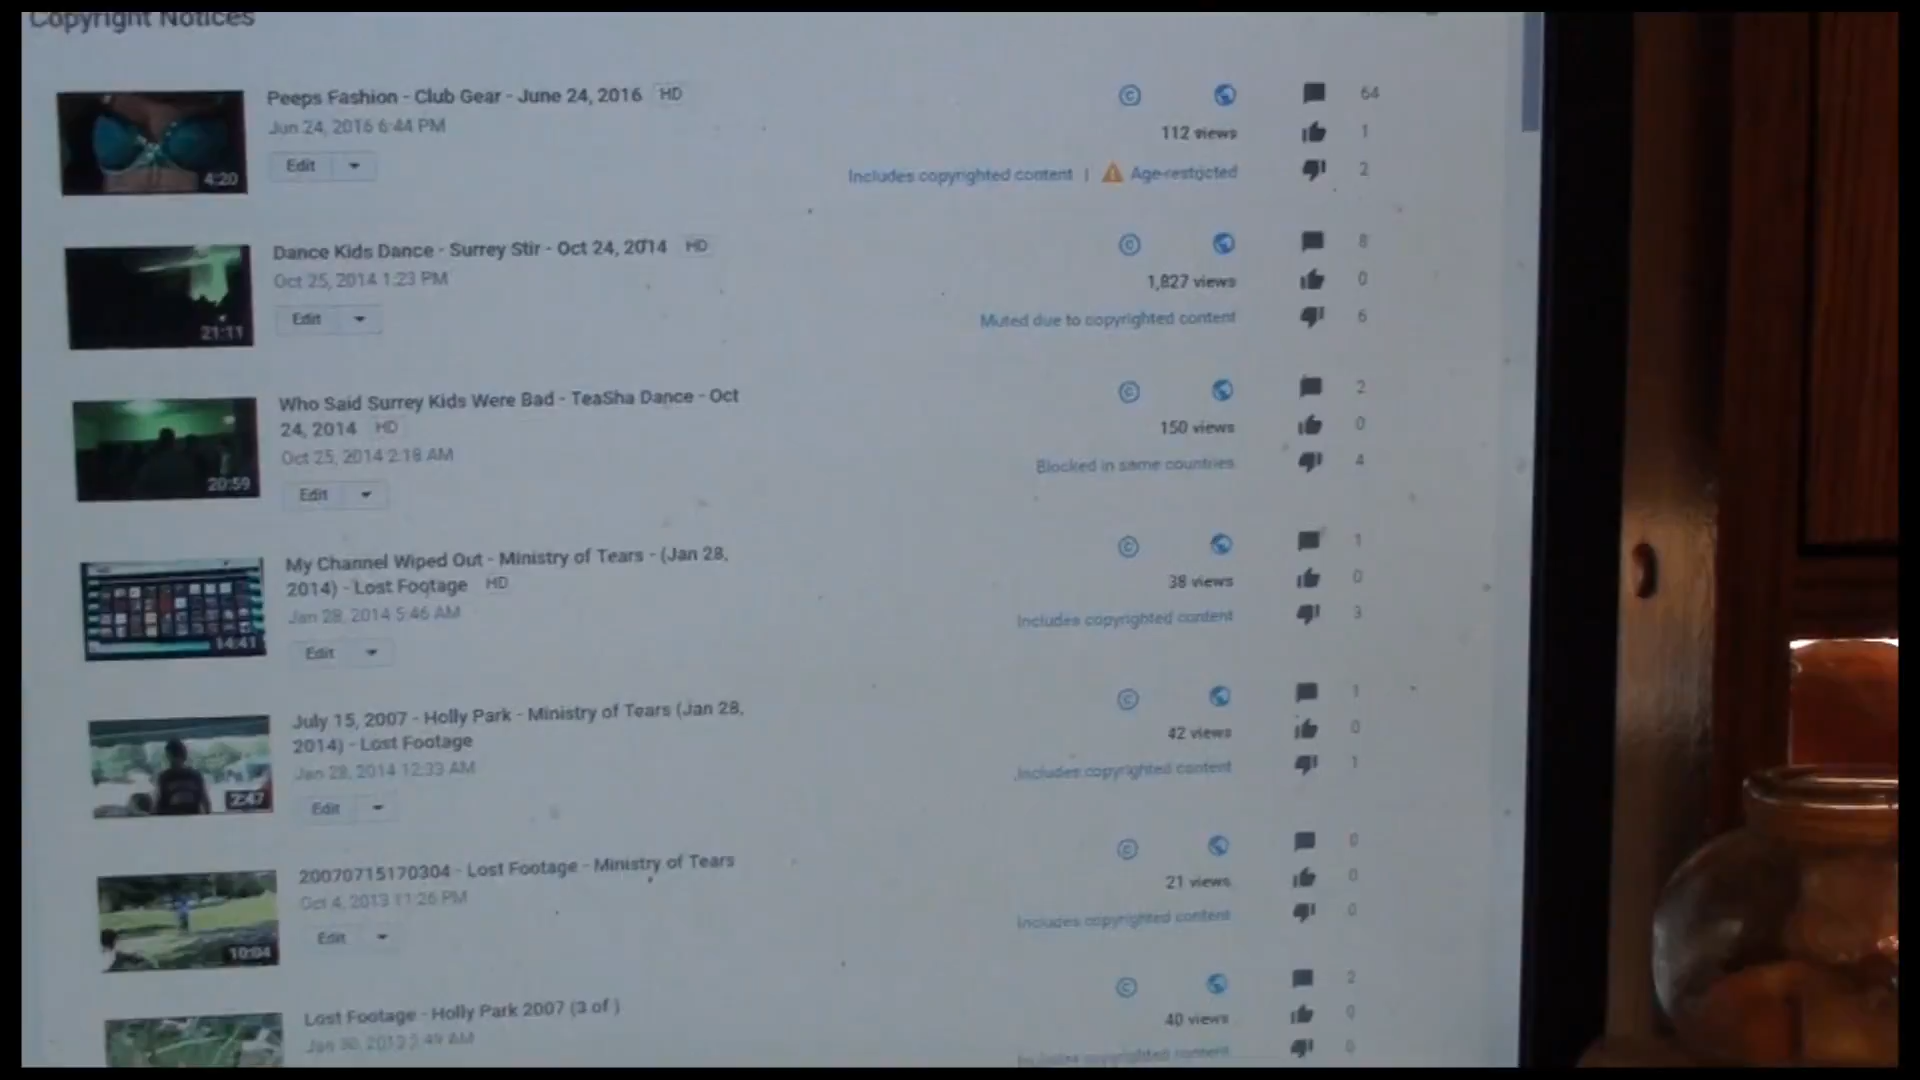 Copyright Notices
Peeps Fashion - Club Gear - June 24, 2016 HD
64
Jun 24, 2016 6:44 PM
112 views
1
Edit
4:20
Includes copyrighted content | Age-restricted
2
Dance Kids Dance - Surrey Stir - Oct 24, 2014 HD
8
Oct 25, 2014 1:23 PM
1,827 views
0
Edit
21:11
Muted due to copyrighted content
6
Who Said Surrey Kids Were Bad - TeaSha Dance - Oct
24, 2014 HD
2
150 views
0
Oct 25, 2014 2:18 AM
Blocked in some countries
4
20:59
Edit
My Channel Wiped Out - Ministry of Tears - (Jan 28,
2014) - Lost Footage HD
1
38 views
0
Jan 28, 2014 5:46 AM
Includes copyrighted content
3
14:41
Edit
July 15, 2007 - Holly Park - Ministry of Tears (Jan 28,
2014) - Lost Footage
1
42 views
0
Jan 28, 2014 12:33 AM
Includes copyrighted content
1
2:47
Edit
20070715170304 - Lost Footage - Ministry of Tears
0
Oct 4, 2013 11:26 PM
21 views
0
Includes copyrighted content
0
10:04
Edit
Lost Footage - Holly Park 2007 (3 of )
2
40 views
0
Includes copyrighted content
0